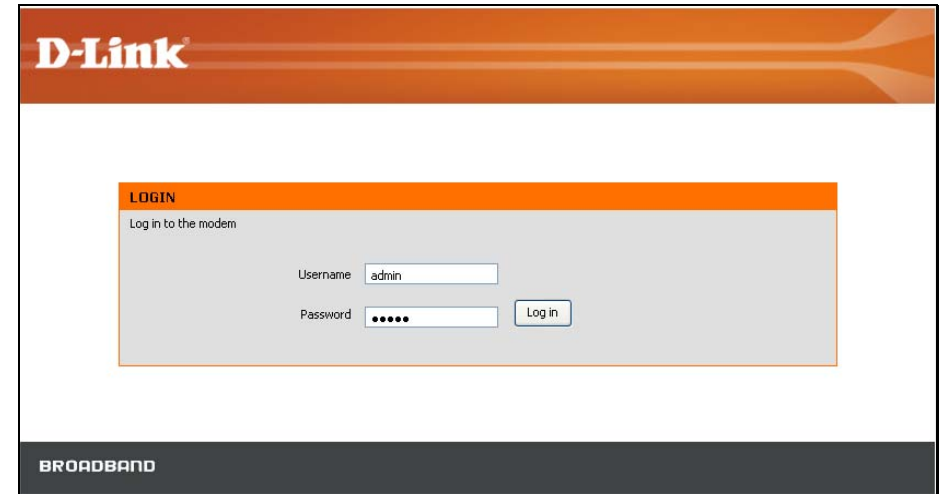 D-Link
LOGIN
Log in to the modem
Username admin
Password •••••
Log in
BROADBAND